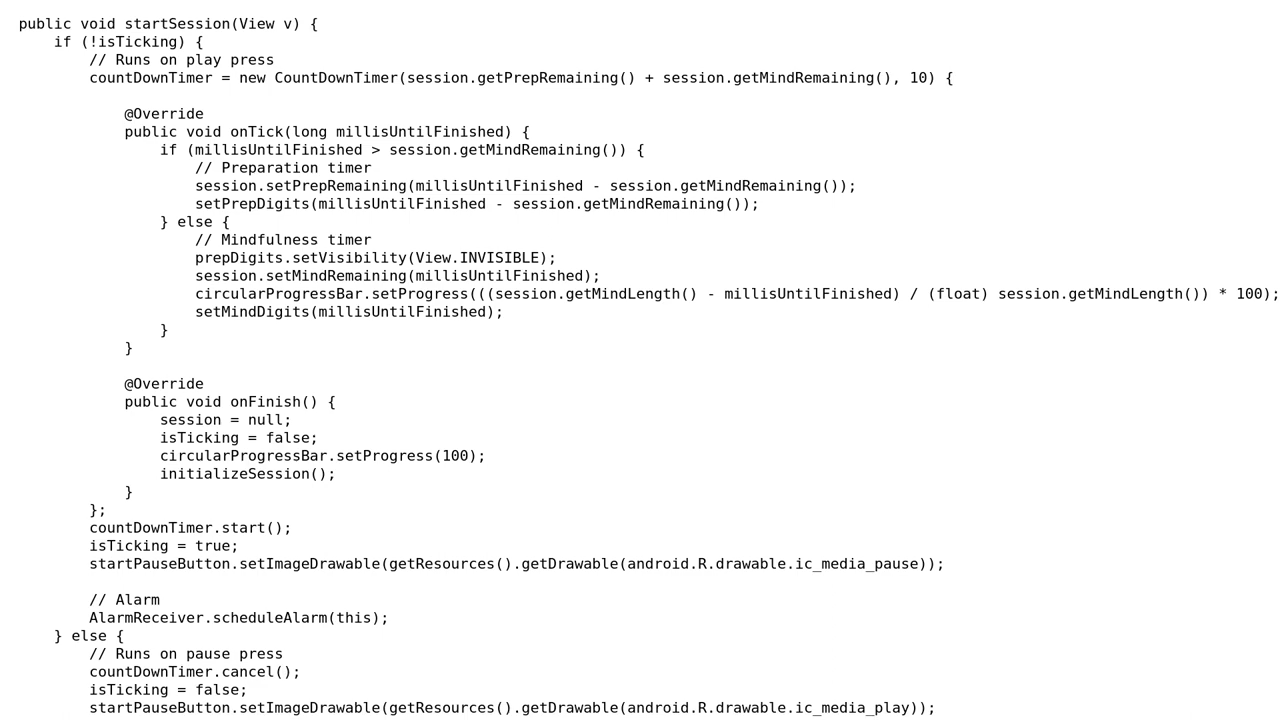 public void startSession(View v) {
    if (!isTicking) {
        // Runs on play press
        countDownTimer = new CountDownTimer(session.getPrepRemaining() + session.getMindRemaining(), 10) {

            @Override
            public void onTick(long millisUntilFinished) {
                if (millisUntilFinished > session.getMindRemaining()) {
                    // Preparation timer
                    session.setPrepRemaining(millisUntilFinished - session.getMindRemaining());
                    setPrepDigits(millisUntilFinished - session.getMindRemaining());
                } else {
                    // Mindfulness timer
                    prepDigits.setVisibility(View.INVISIBLE);
                    session.setMindRemaining(millisUntilFinished);
                    circularProgressBar.setProgress(((session.getMindLength() - millisUntilFinished) / (float) session.getMindLength()) * 100);
                    setMindDigits(millisUntilFinished);
                }
            }

            @Override
            public void onFinish() {
                session = null;
                isTicking = false;
                circularProgressBar.setProgress(100);
                initializeSession();
            }
        };
        countDownTimer.start();
        isTicking = true;
        startPauseButton.setImageDrawable(getResources().getDrawable(android.R.drawable.ic_media_pause));

        // Alarm
        AlarmReceiver.scheduleAlarm(this);
    } else {
        // Runs on pause press
        countDownTimer.cancel();
        isTicking = false;
        startPauseButton.setImageDrawable(getResources().getDrawable(android.R.drawable.ic_media_play));